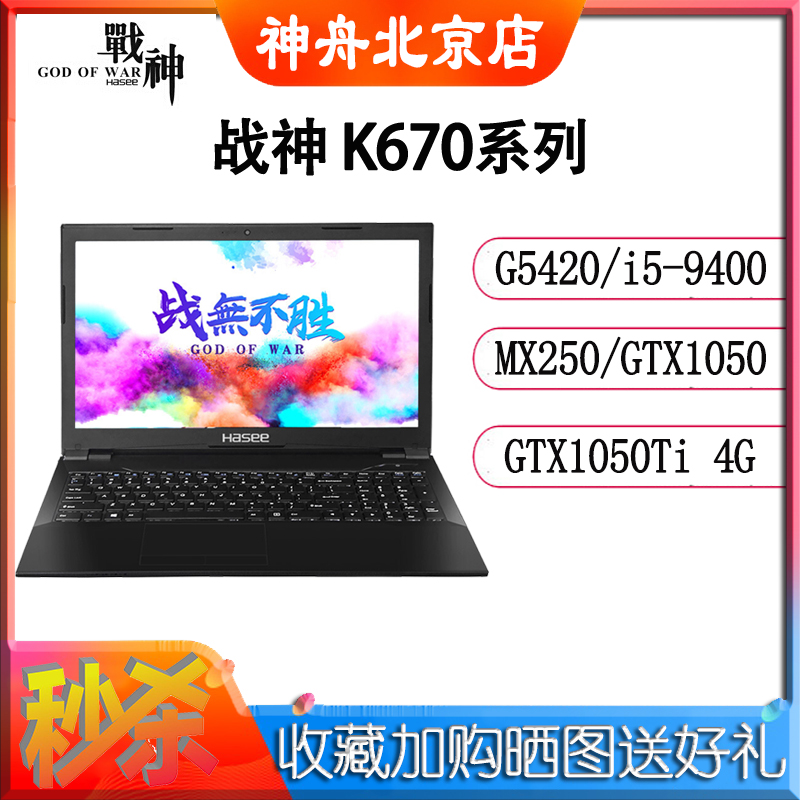 戰神
GOD OF WAR
Hasee
神舟北京店
战神 K670系列
战無不胜
GOD OF WAR
Hasee
G5420/i5-9400
MX250/GTX1050
GTX1050Ti 4G
秒杀
收藏加购晒图送好礼